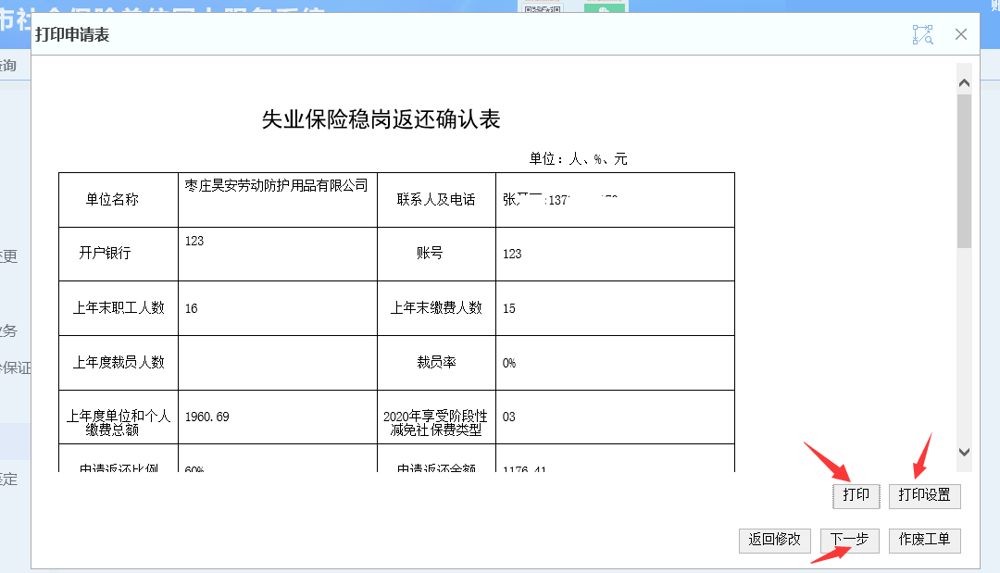 打印申请表
查询
失业保险稳岗返还确认表
单位：人、%、元
单位名称 枣庄昊安劳动防护用品有限公司 联系人及电话 张 :137
开户银行 123 账号 123
上年末职工人数 16 上年末缴费人数 15
上年度裁员人数 裁员率 0%
上年度单位和个人缴费总额 1960.69 2020年享受阶段性减免社保费类型 03
申请返还比例 60% 申请返还金额 1176.41
变更
业务
保证
鉴定
打印 打印设置
返回修改 下一步 作废工单